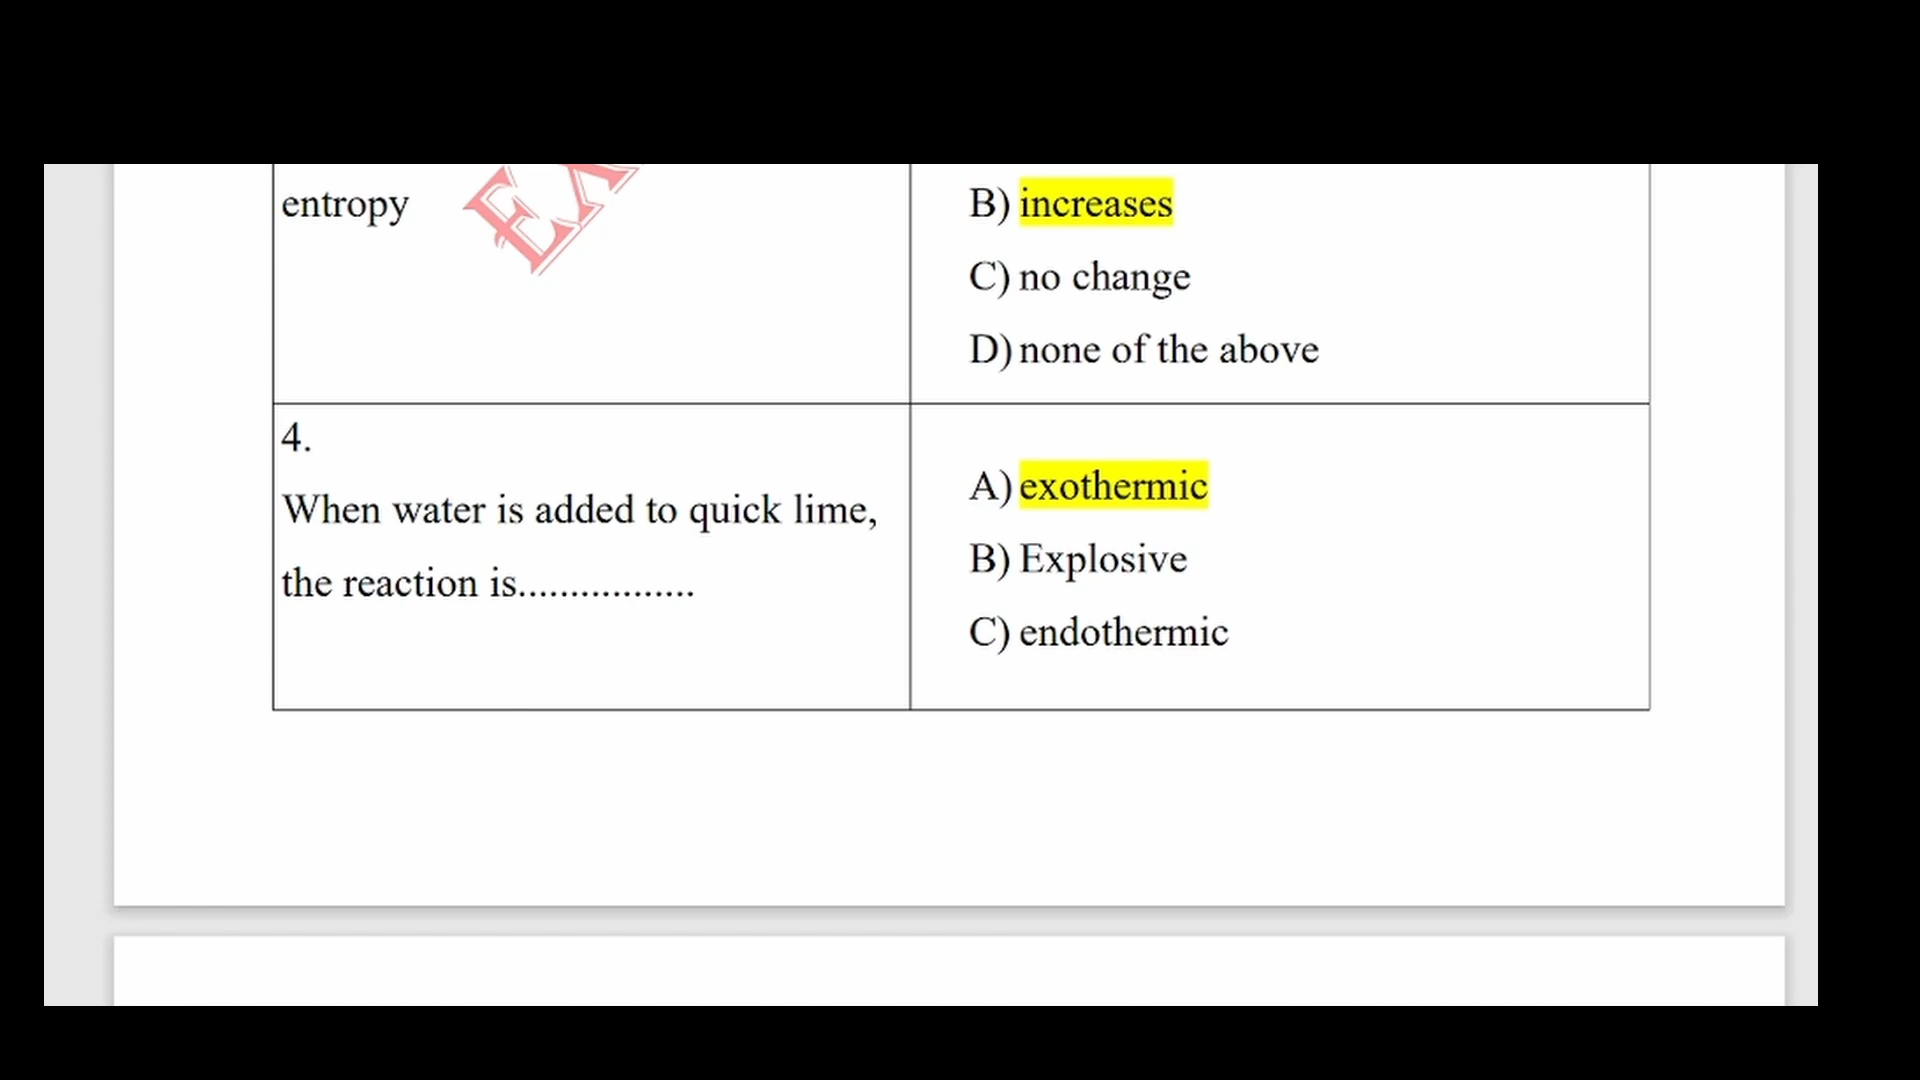 entropy
B) increases
C) no change
D) none of the above
4.
When water is added to quick lime,
the reaction is.................
A) exothermic
B) Explosive
C) endothermic